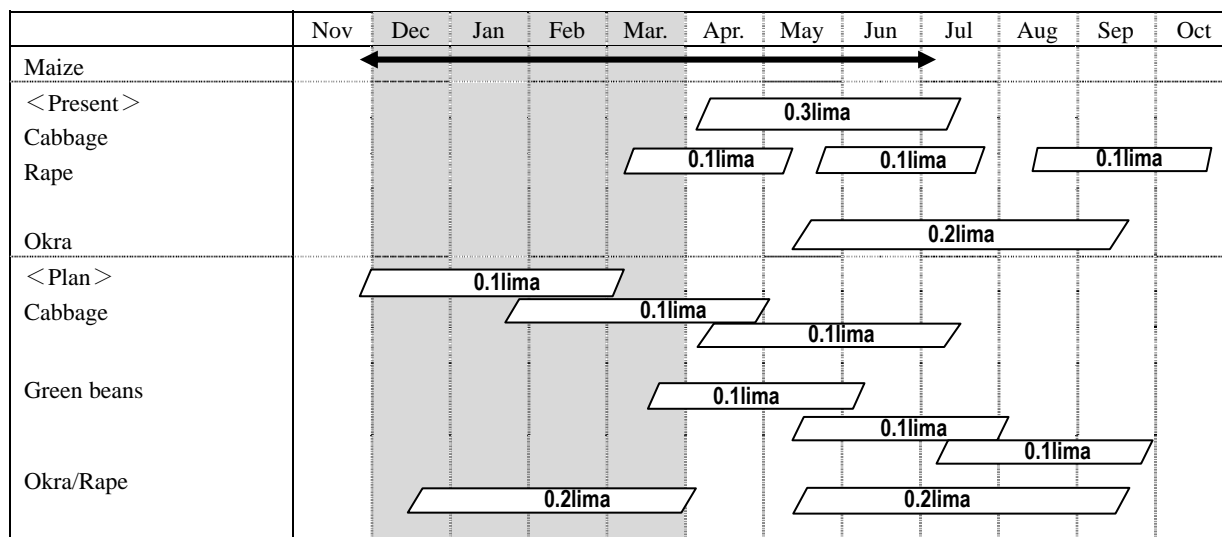 Nov Dec Jan Feb Mar. Apr. May Jun Jul Aug Sep Oct
Maize
＜Present＞
0.3lima
Cabbage
0.1lima 0.1lima 0.1lima
Rape
Okra 0.2lima
＜Plan＞
0.1lima
Cabbage 0.1lima
0.1lima
Green beans 0.1lima
0.1lima
0.1lima
Okra/Rape
0.2lima 0.2lima